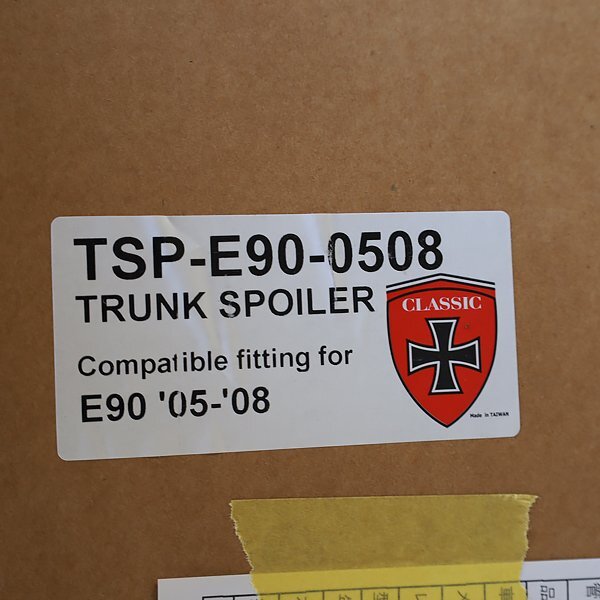 TSP-E90-0508
TRUNK SPOILER
CLASSIC
Compatible fitting for
E90 '05-'08
Made in TAIWAN